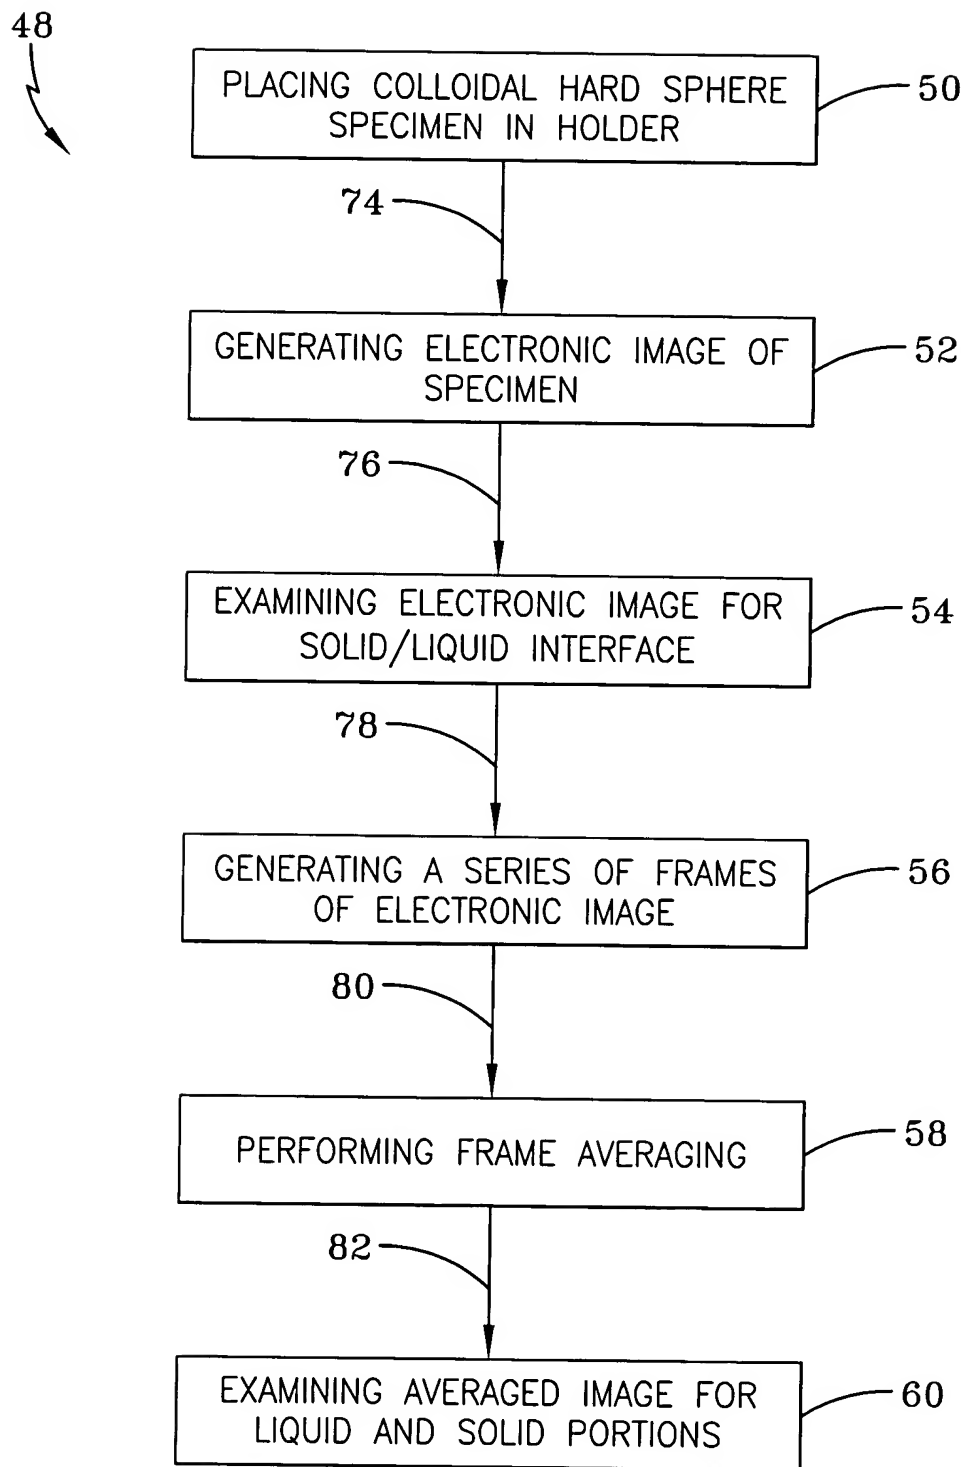 48
PLACING COLLOIDAL HARD SPHERE
SPECIMEN IN HOLDER
50
74
GENERATING ELECTRONIC IMAGE OF
SPECIMEN
52
76
EXAMINING ELECTRONIC IMAGE FOR
SOLID/LIQUID INTERFACE
54
78
GENERATING A SERIES OF FRAMES
OF ELECTRONIC IMAGE
56
80
PERFORMING FRAME AVERAGING
58
82
EXAMINING AVERAGED IMAGE FOR
LIQUID AND SOLID PORTIONS
60